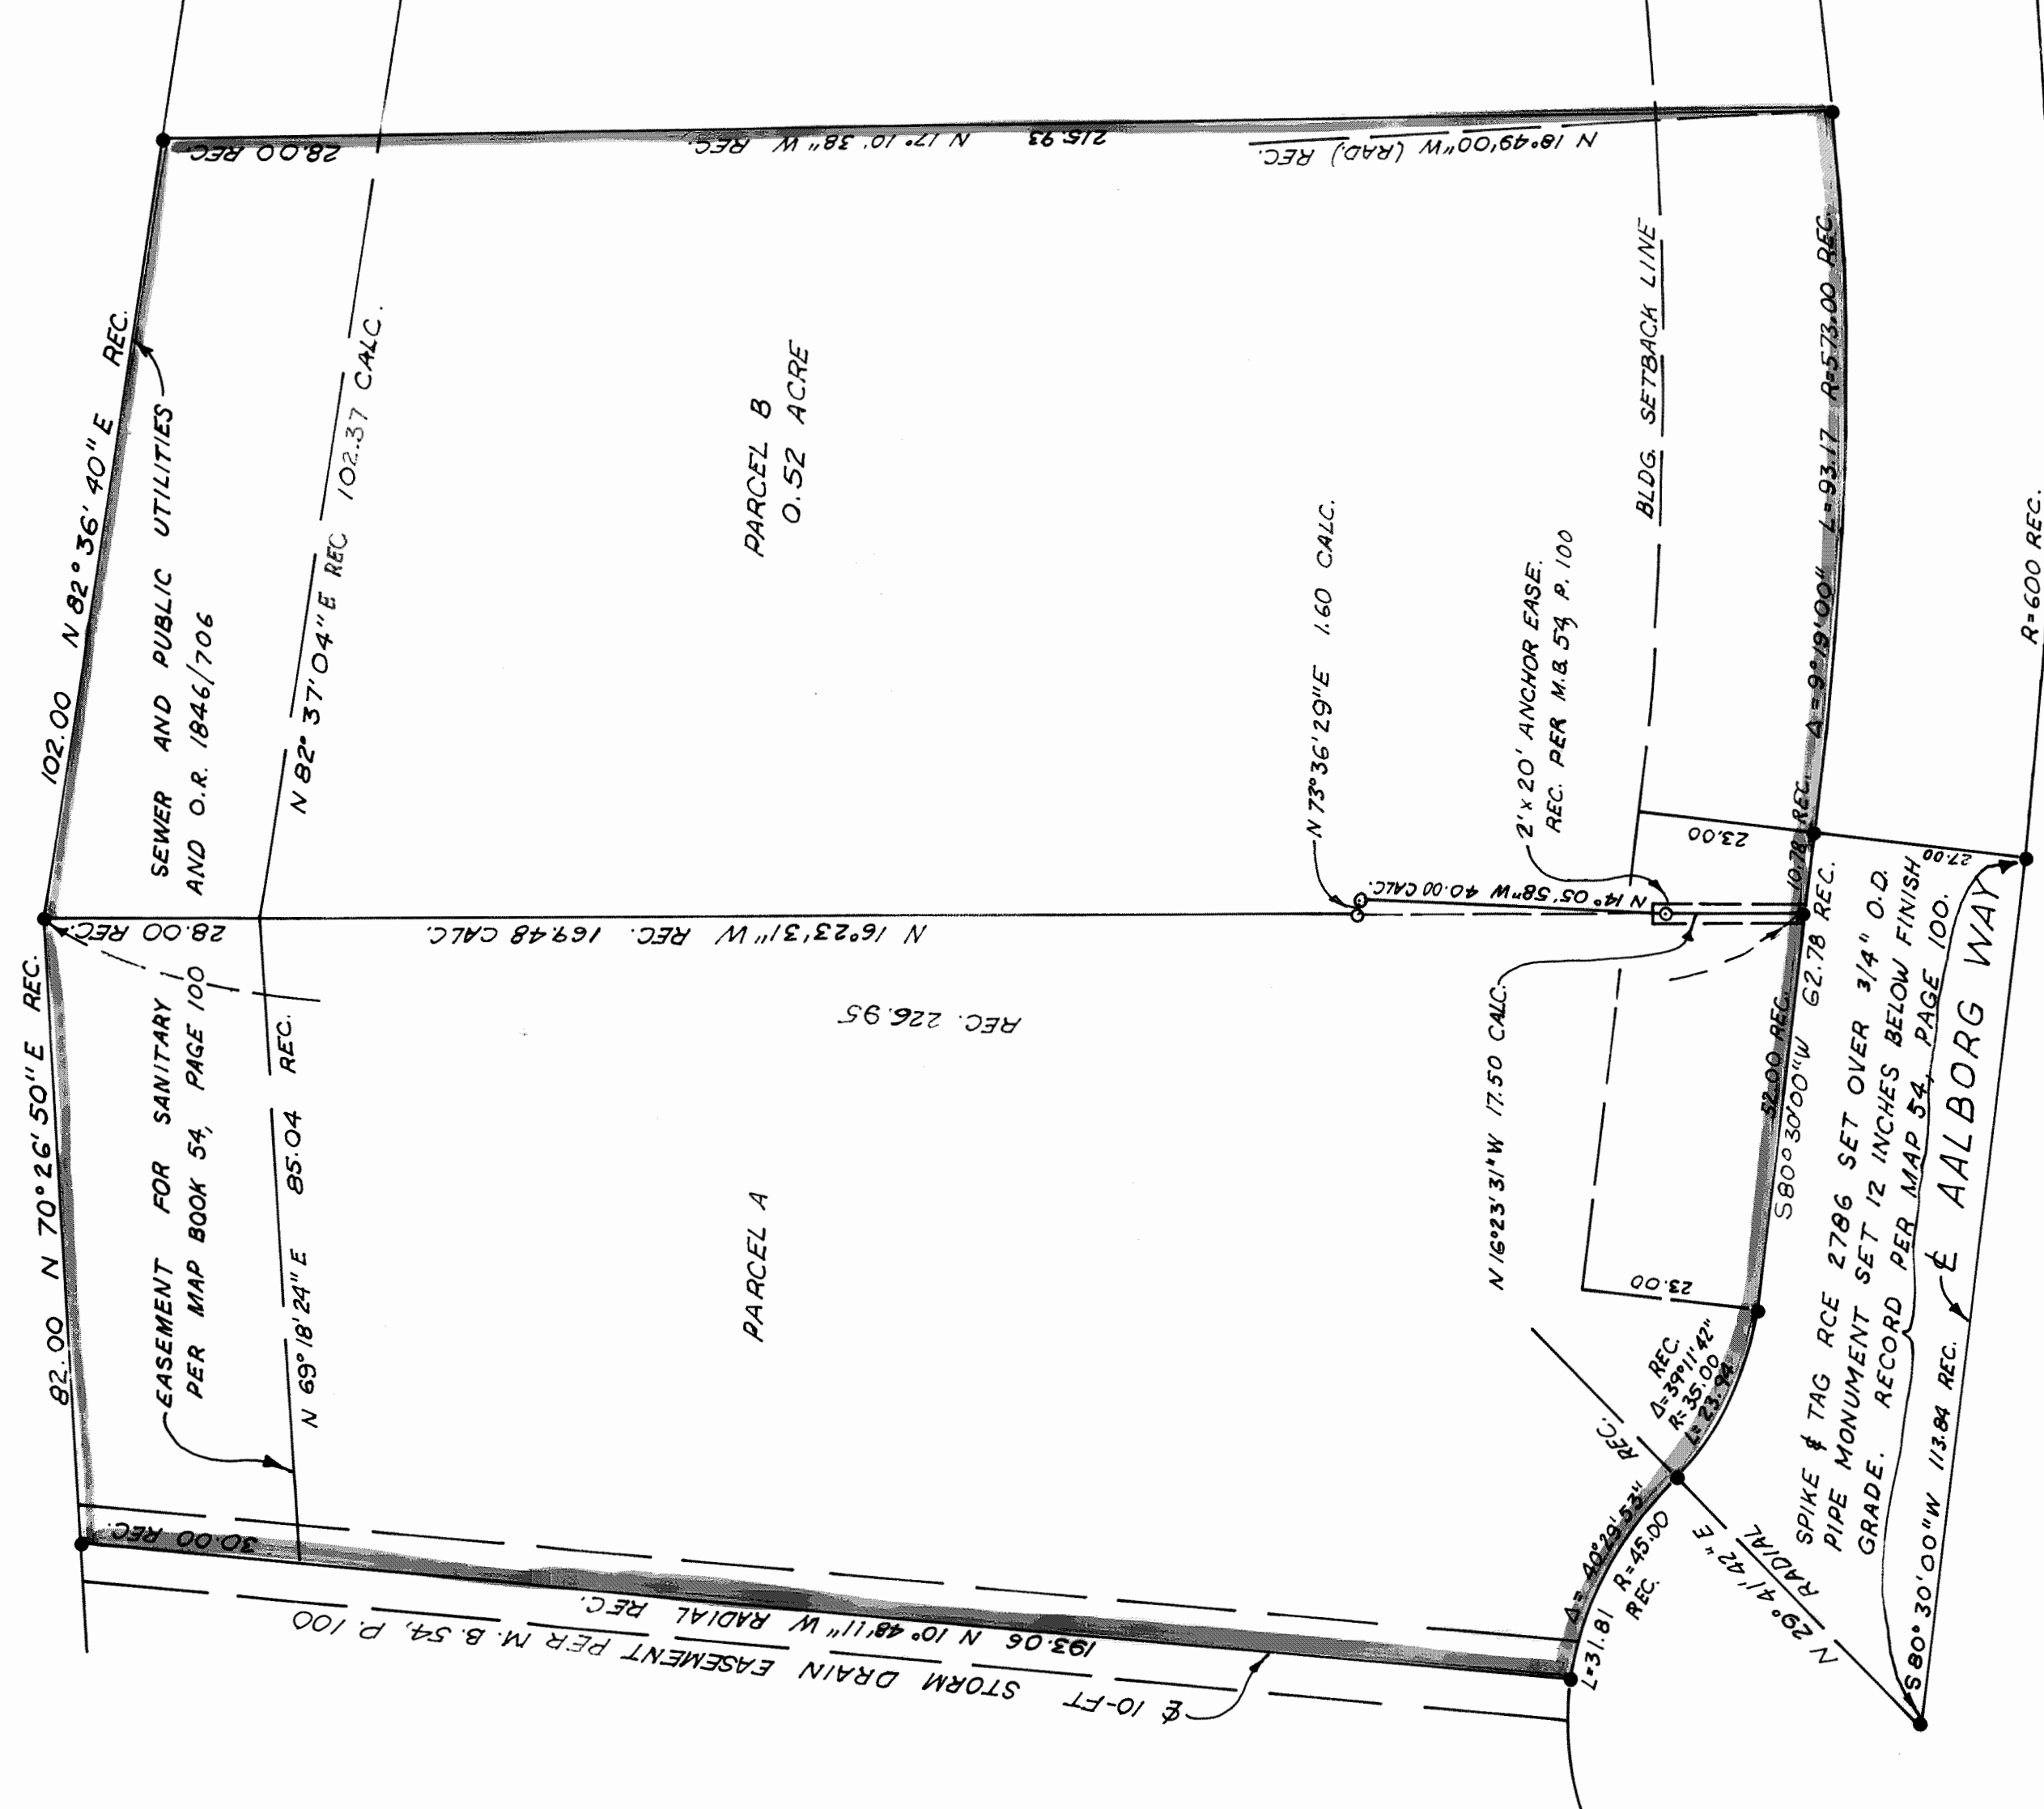 102.00 N 82° 36' 40" E REC.
82.00 N 70° 26' 50" E REC.
EASEMENT FOR SANITARY SEWER AND PUBLIC UTILITIES
PER MAP BOOK 54, PAGE 100 AND O.R. 1846/706
28.00 REC.
28.00 REC.
30.00 REC.
N 82° 37' 04" E REC 102.37 CALC.
N 69° 18' 24" E 85.04 REC.
N 17° 10' 38" W REC.
215.93
N 18° 49' 00" W (RAD.) REC.
PARCEL B
0.52 ACRE
PARCEL A
N 16° 23' 31" W REC. 169.48 CALC.
REC. 226.95
N 73° 36' 29" E 1.60 CALC.
N 14° 05' 58" W 40.00 CALC.
2' x 20' ANCHOR EASE.
REC. PER M.B. 54, P. 100
N 16° 23' 31" W 17.50 CALC.
BLDG. SETBACK LINE
23.00
23.00
27.00
Δ = 9° 19' 00" L = 93.17 R = 573.00 REC.
10.78 REC.
52.00 REC.
S 80° 30' 00" W 62.78 REC.
REC.
Δ = 39° 11' 42"
R = 35.00
L = 23.94
REC.
N 29° 41' 42" E
RADIAL
Δ = 40° 29' 53"
L = 31.81 R = 45.00
REC.
193.06 N 10° 48' 11" W RADIAL REC.
℄ 10-FT STORM DRAIN EASEMENT PER M.B. 54, P. 100
SPIKE & TAG RCE 2786 SET OVER 3/4" O.D.
PIPE MONUMENT SET 12 INCHES BELOW FINISH
GRADE. RECORD PER MAP 54, PAGE 100.
℄ AALBORG WAY
S 80° 30' 00" W 113.84 REC.
R = 600 REC.